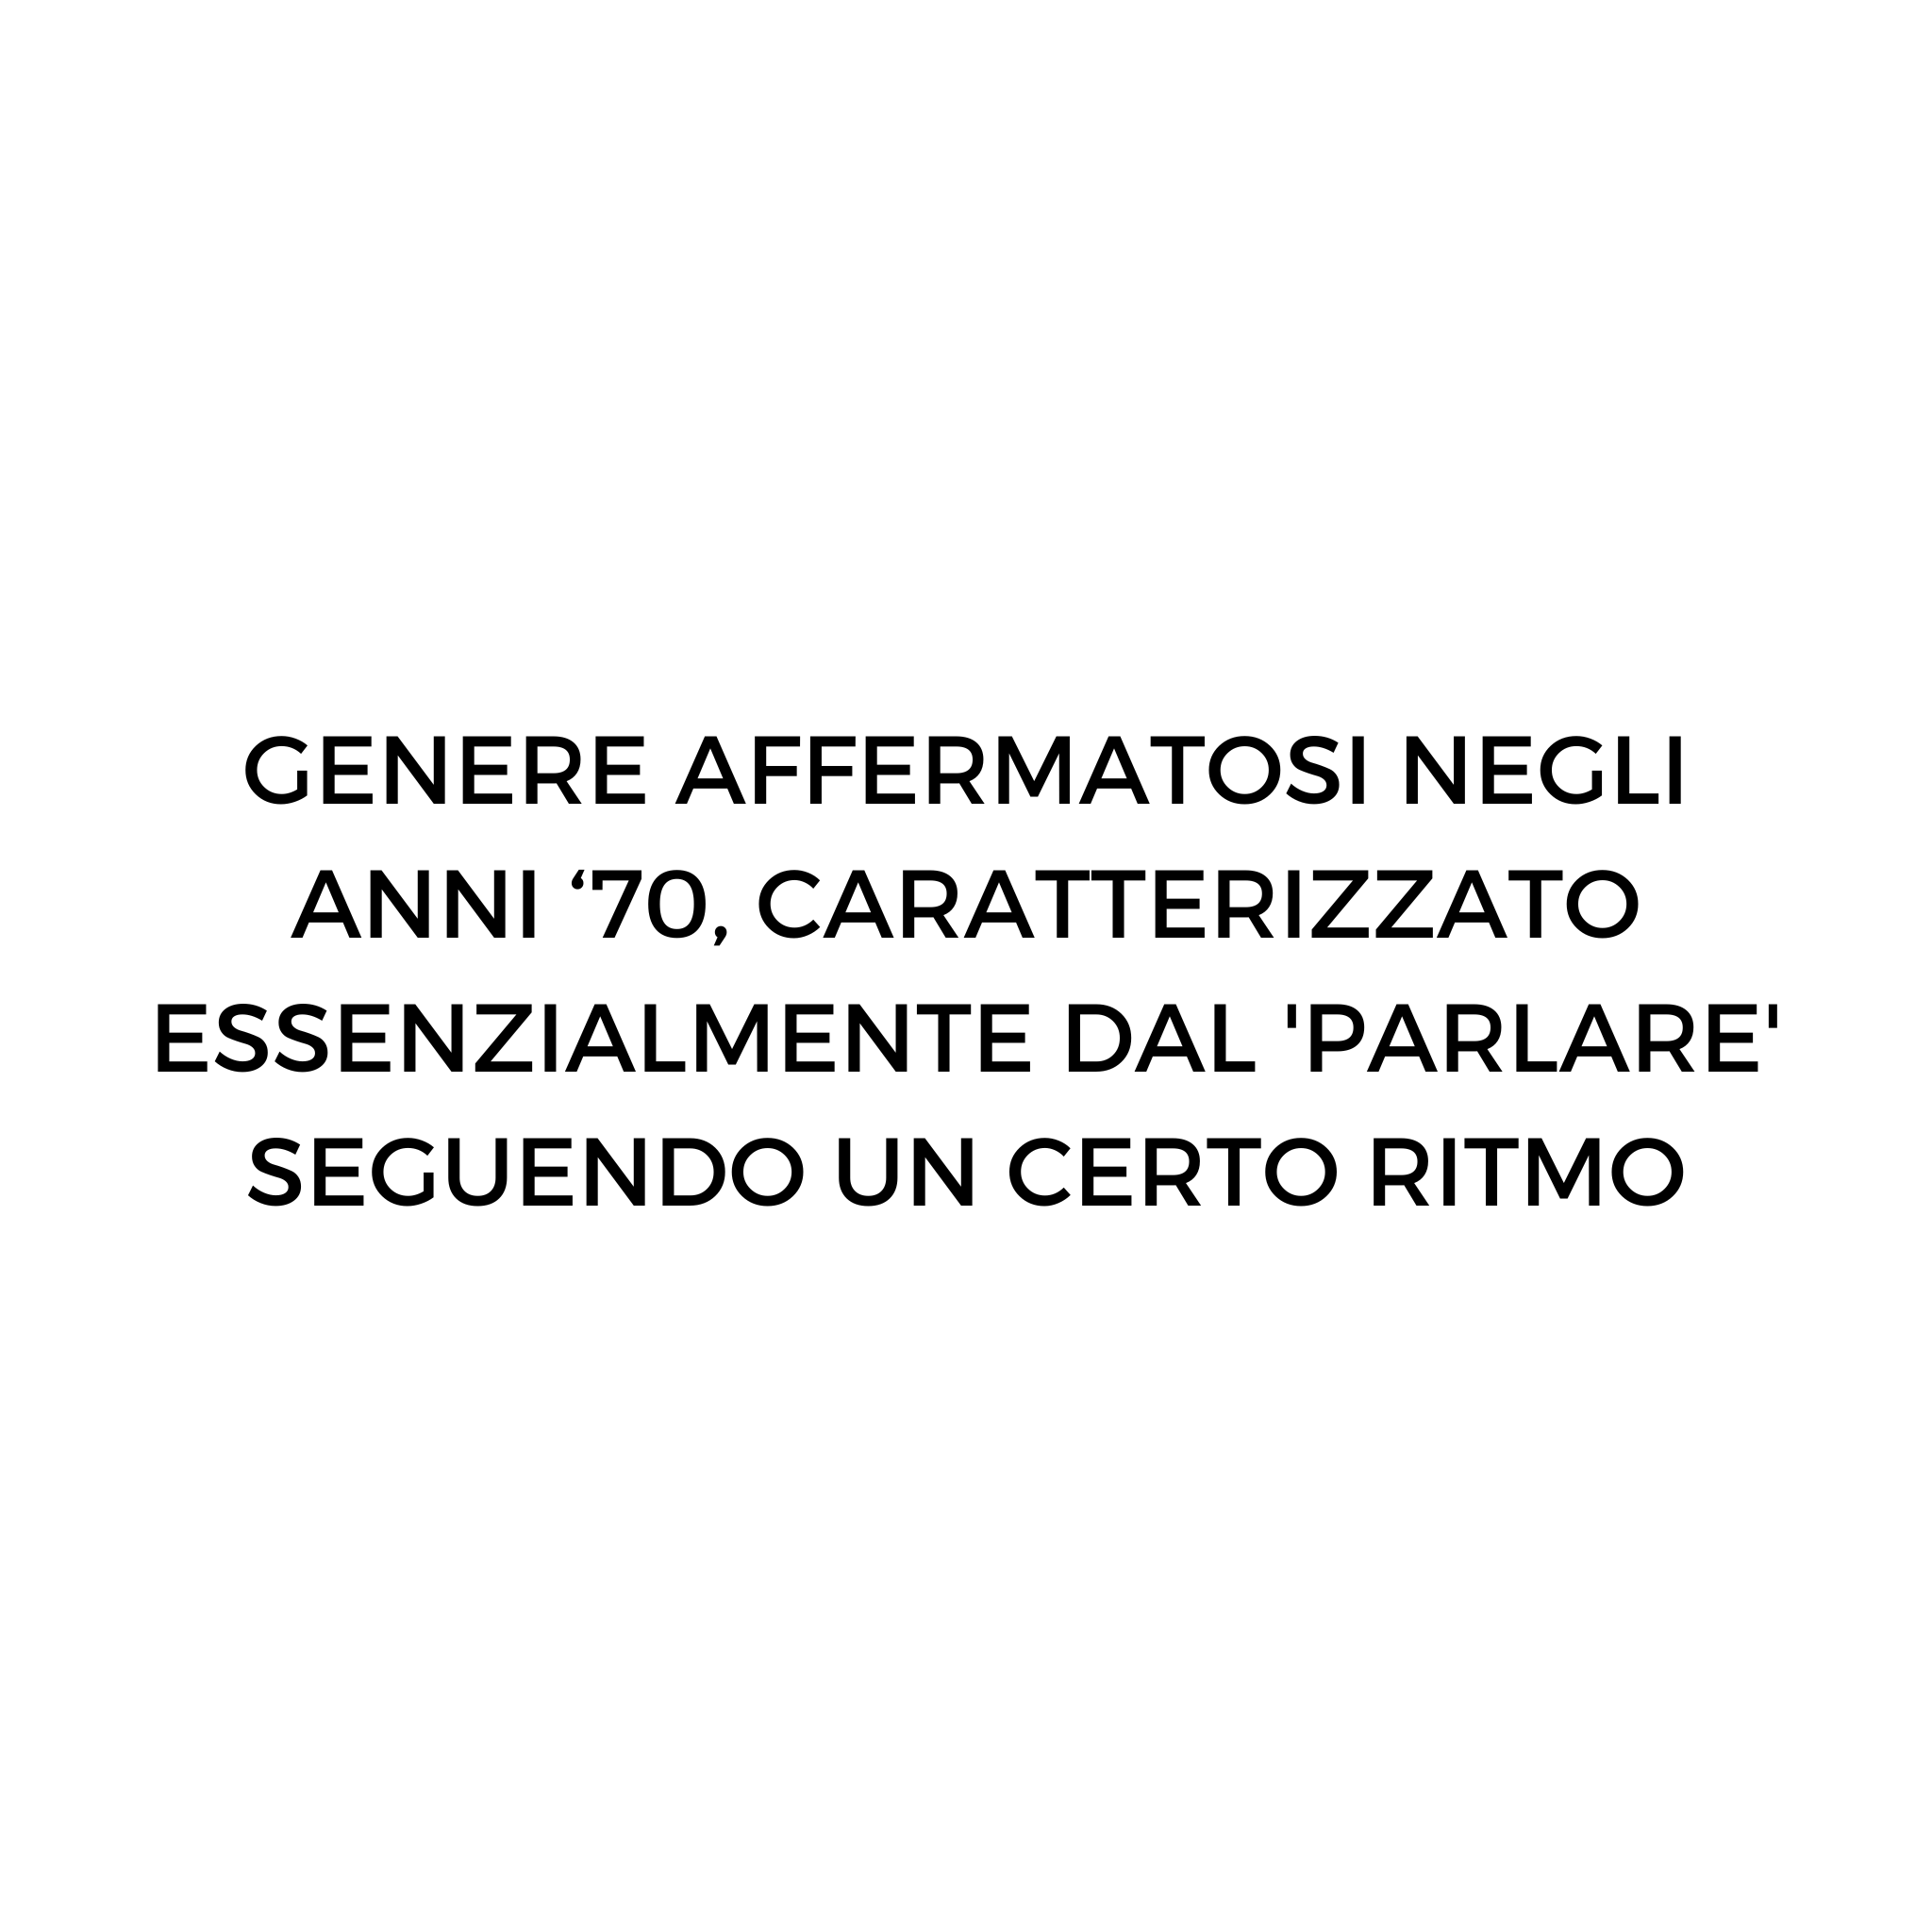 GENERE AFFERMATOSI NEGLI
ANNI ‘70, CARATTERIZZATO
ESSENZIALMENTE DAL 'PARLARE'
SEGUENDO UN CERTO RITMO